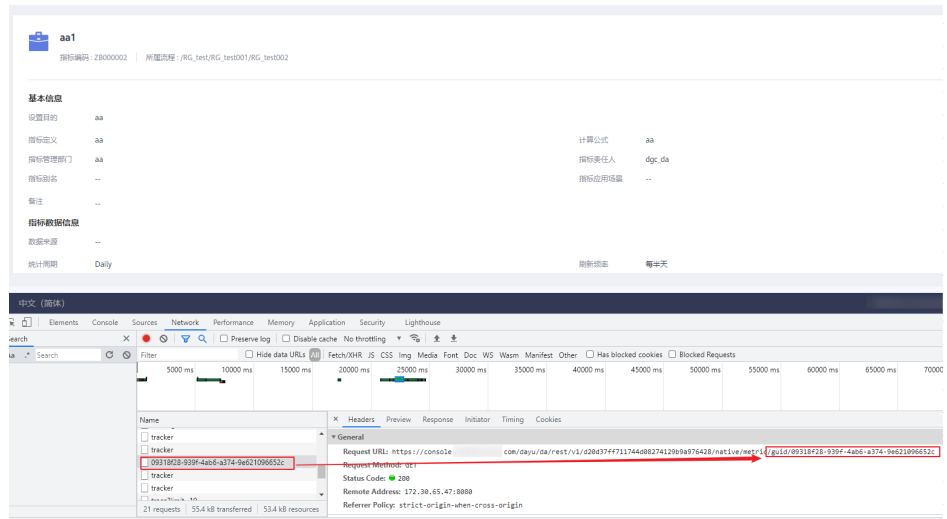 aa1
指标编码 : ZB000002 所属流程 : /RG_test/RG_test001/RG_test002
基本信息
设置目的 aa
指标定义 aa 计算公式 aa
指标管理部门 aa 指标责任人 dgc_da
指标别名 -- 指标应用场景 --
备注 --
指标数据信息
数据来源 --
统计周期 Daily 刷新频率 每半天
中文（简体）
Elements Console Sources Network Performance Memory Application Security Lighthouse
Search × Preserve log Disable cache No throttling
Aa .* Search Filter Hide data URLs All Fetch/XHR JS CSS Img Media Font Doc WS Wasm Manifest Other Has blocked cookies Blocked Requests
5000 ms 10000 ms 15000 ms 20000 ms 25000 ms 30000 ms 35000 ms 40000 ms 45000 ms 50000 ms 55000 ms 60000 ms 65000 ms 70000
Name × Headers Preview Response Initiator Timing Cookies
tracker General
tracker Request URL: https://console com/dayu/da/rest/v1/d20d37ff711744d08274129b9a976428/native/metric/guid/09318f28-939f-4ab6-a374-9e621096652c
09318f28-939f-4ab6-a374-9e621096652c Request Method: GET
tracker Status Code: 200
tracker Remote Address: 172.30.65.47:8080
Referrer Policy: strict-origin-when-cross-origin
21 requests 55.4 kB transferred 53.4 kB resources